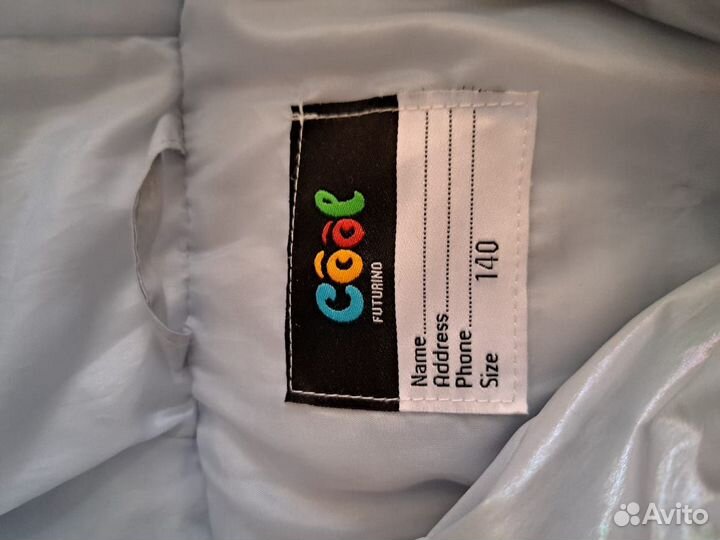 Cool
FUTURINO
Name..............................
Address..............................
Phone..............................
Size 140
Avito